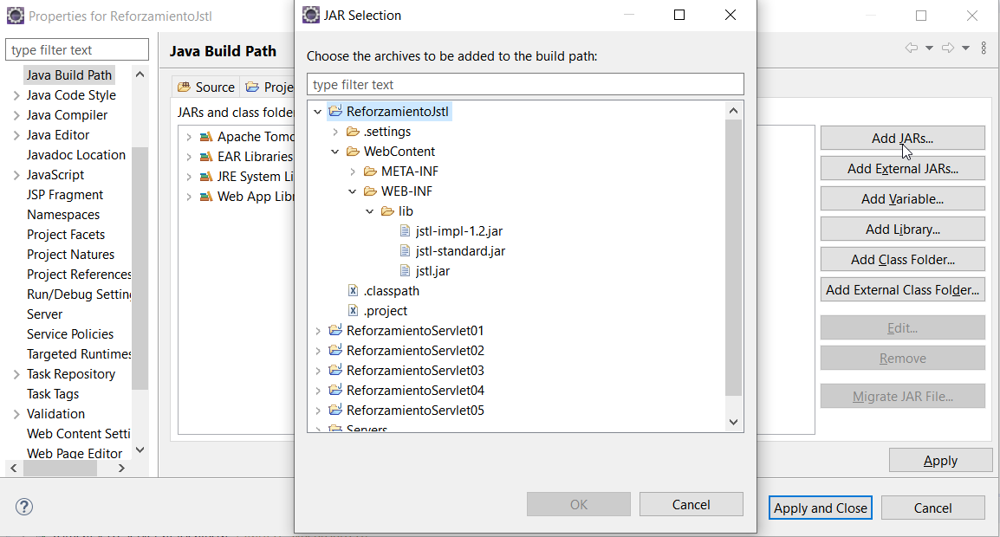 Properties for ReforzamientoJstl
type filter text
Java Build Path
Java Code Style
Java Compiler
Java Editor
Javadoc Location
JavaScript
JSP Fragment
Namespaces
Project Facets
Project Natures
Project References
Run/Debug Settin
Server
Service Policies
Targeted Runtimes
Task Repository
Task Tags
Validation
Web Content Setti
Web Page Editor
Java Build Path
Source
Proje
JARs and class folde
Apache Tomc
EAR Libraries
JRE System Li
Web App Libr
JAR Selection
Choose the archives to be added to the build path:
type filter text
ReforzamientoJstl
.settings
WebContent
META-INF
WEB-INF
lib
jstl-impl-1.2.jar
jstl-standard.jar
jstl.jar
.classpath
.project
ReforzamientoServlet01
ReforzamientoServlet02
ReforzamientoServlet03
ReforzamientoServlet04
ReforzamientoServlet05
Servers
OK
Cancel
Add JARs...
Add External JARs...
Add Variable...
Add Library...
Add Class Folder...
Add External Class Folder...
Edit...
Remove
Migrate JAR File...
Apply
Apply and Close
Cancel